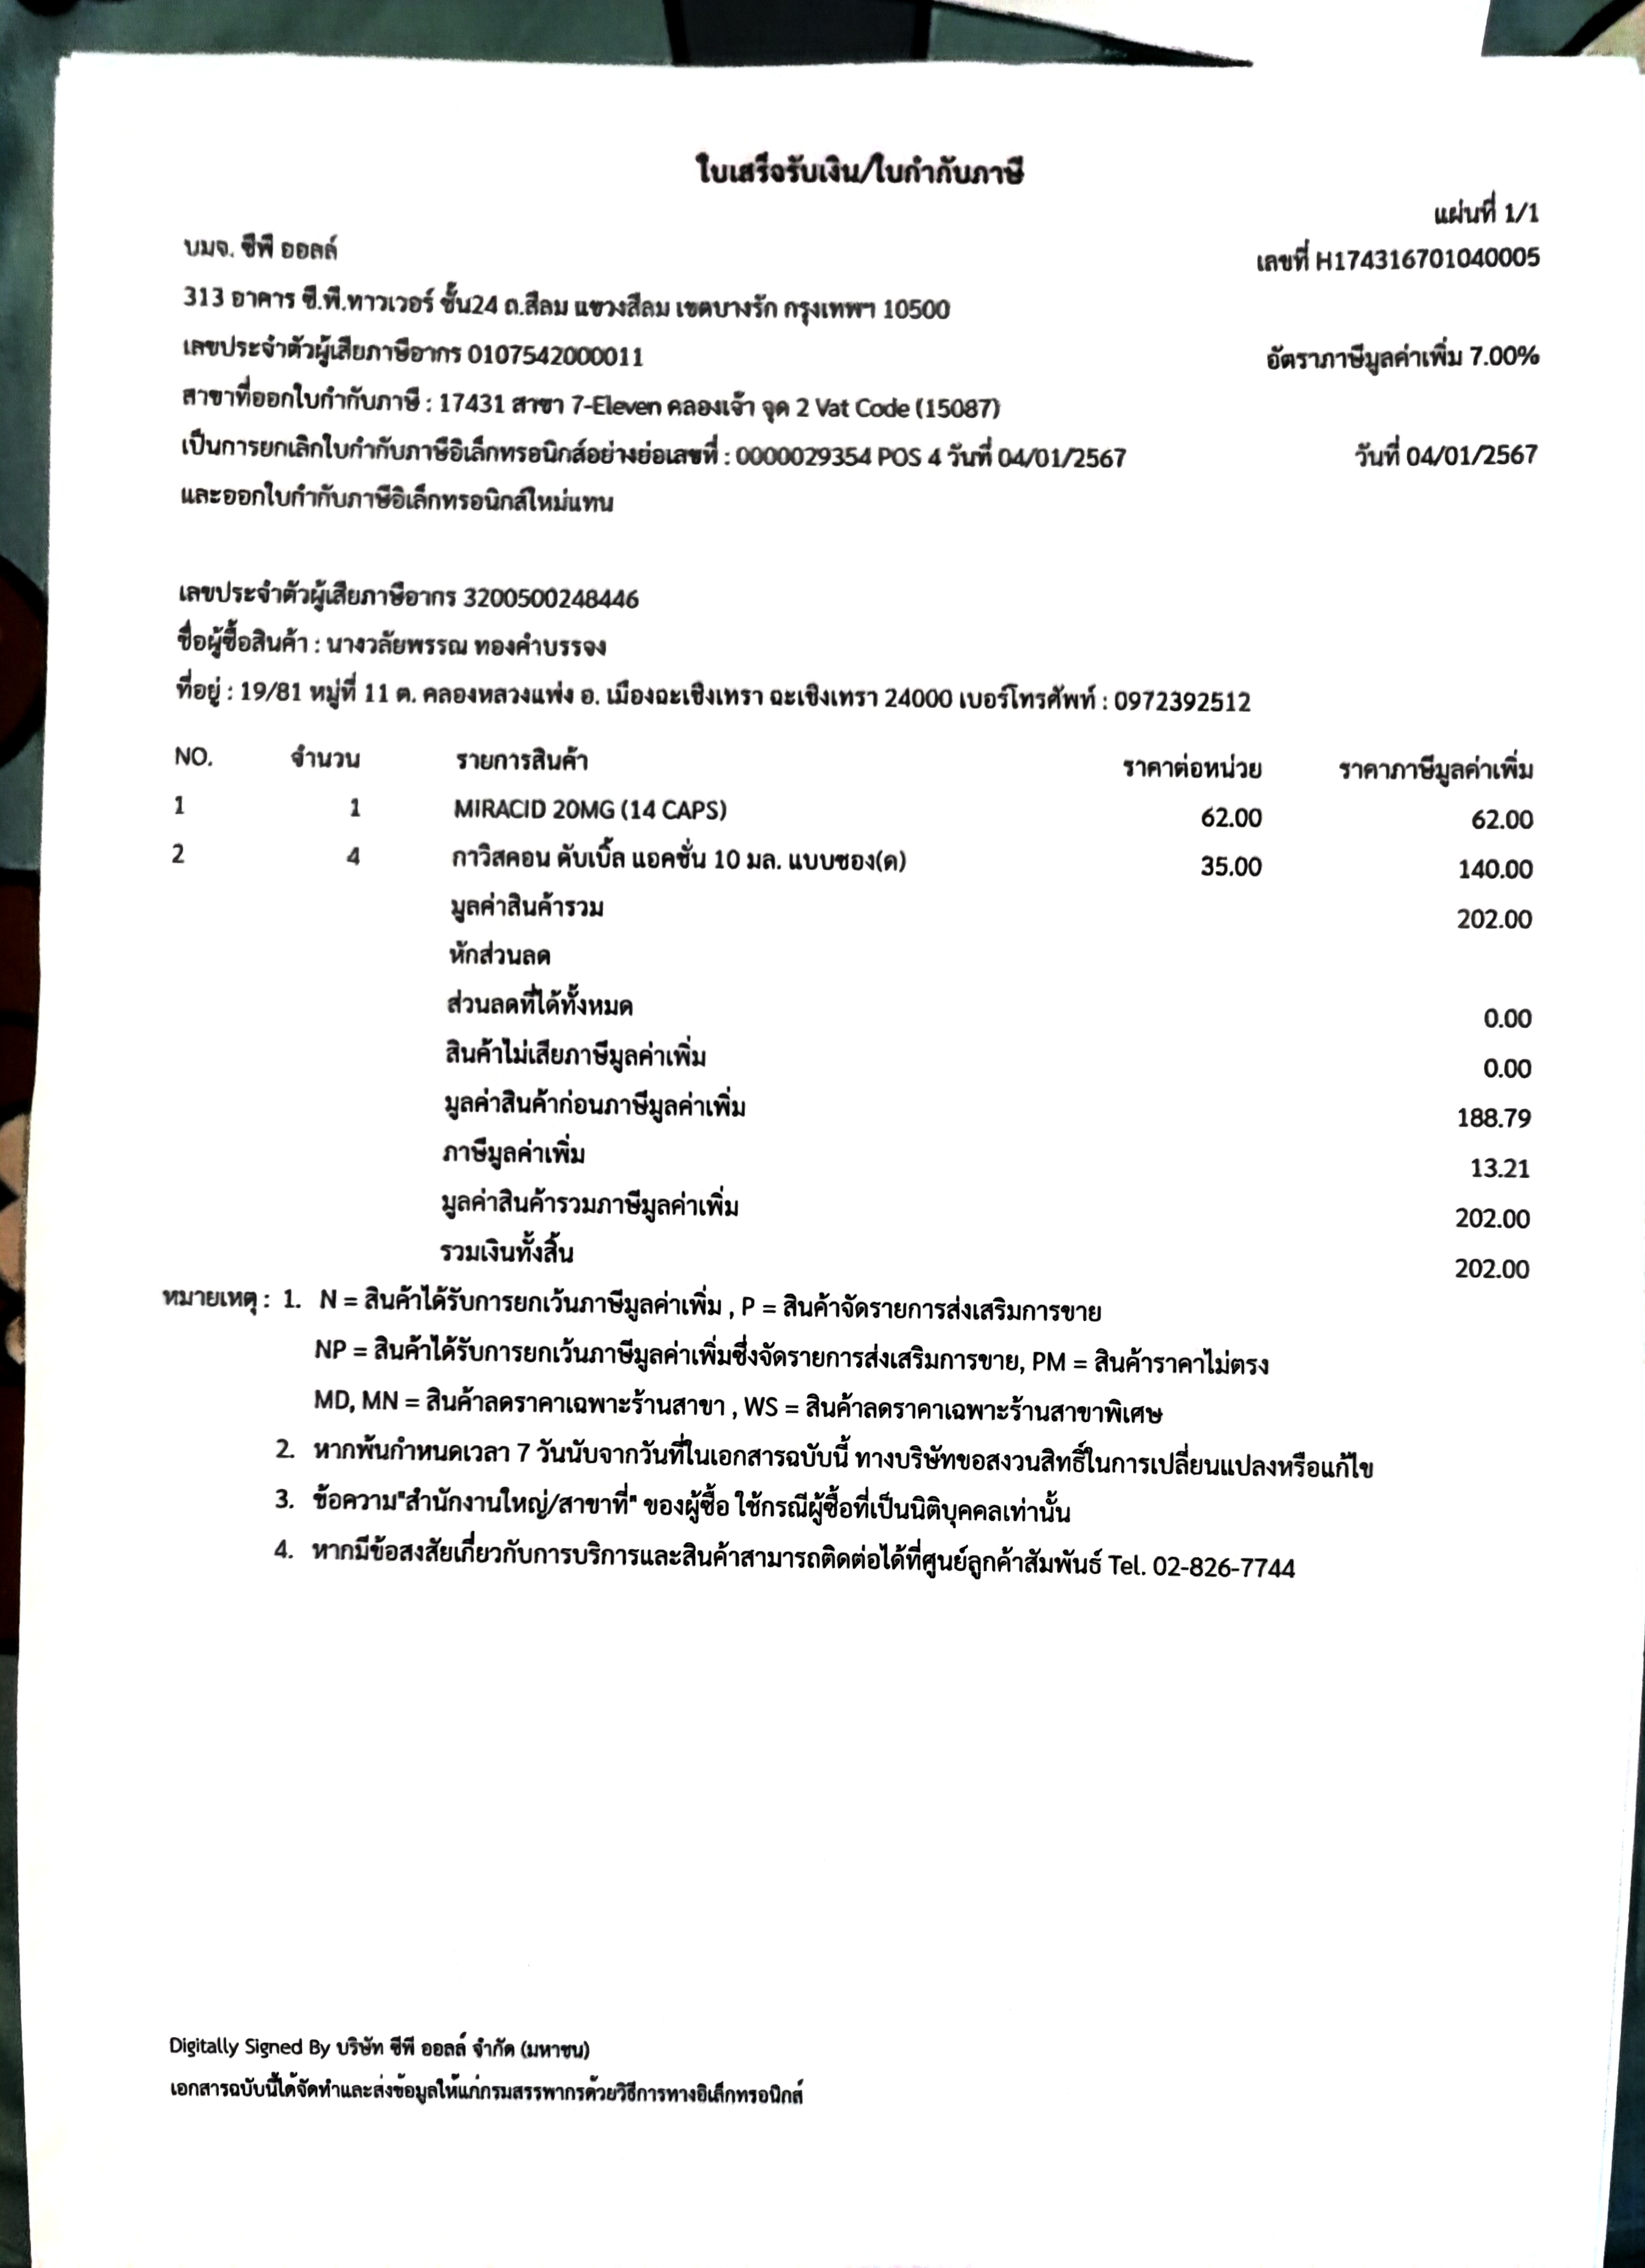 ใบเสร็จรับเงิน/ใบกำกับภาษี
แผ่นที่ 1/1
บมจ. ซีพี ออลล์ เลขที่ H174316701040005
313 อาคาร ซี.พี.ทาวเวอร์ ชั้น24 ถ.สีลม แขวงสีลม เขตบางรัก กรุงเทพฯ 10500
เลขประจำตัวผู้เสียภาษีอากร 0107542000011 อัตราภาษีมูลค่าเพิ่ม 7.00%
สาขาที่ออกใบกำกับภาษี : 17431 สาขา 7-Eleven คลองเจ้า จุด 2 Vat Code (15087)
เป็นการยกเลิกใบกำกับภาษีอิเล็กทรอนิกส์อย่างย่อเลขที่ : 0000029354 POS 4 วันที่ 04/01/2567 วันที่ 04/01/2567
และออกใบกำกับภาษีอิเล็กทรอนิกส์ใหม่แทน
เลขประจำตัวผู้เสียภาษีอากร 3200500248446
ชื่อผู้ซื้อสินค้า : นางวลัยพรรณ ทองคำบรรจง
ที่อยู่ : 19/81 หมู่ที่ 11 ต. คลองหลวงแพ่ง อ. เมืองฉะเชิงเทรา ฉะเชิงเทรา 24000 เบอร์โทรศัพท์ : 0972392512
NO. จำนวน รายการสินค้า ราคาต่อหน่วย ราคาภาษีมูลค่าเพิ่ม
1 1 MIRACID 20MG (14 CAPS) 62.00 62.00
2 4 กาวิสคอน ดับเบิ้ล แอคชั่น 10 มล. แบบซอง(ด) 35.00 140.00
มูลค่าสินค้ารวม 202.00
หักส่วนลด
ส่วนลดที่ได้ทั้งหมด 0.00
สินค้าไม่เสียภาษีมูลค่าเพิ่ม 0.00
มูลค่าสินค้าก่อนภาษีมูลค่าเพิ่ม 188.79
ภาษีมูลค่าเพิ่ม 13.21
มูลค่าสินค้ารวมภาษีมูลค่าเพิ่ม 202.00
รวมเงินทั้งสิ้น 202.00
หมายเหตุ : 1. N = สินค้าได้รับการยกเว้นภาษีมูลค่าเพิ่ม , P = สินค้าจัดรายการส่งเสริมการขาย
NP = สินค้าได้รับการยกเว้นภาษีมูลค่าเพิ่มซึ่งจัดรายการส่งเสริมการขาย, PM = สินค้าราคาไม่ตรง
MD, MN = สินค้าลดราคาเฉพาะร้านสาขา , WS = สินค้าลดราคาเฉพาะร้านสาขาพิเศษ
2. หากพ้นกำหนดเวลา 7 วันนับจากวันที่ในเอกสารฉบับนี้ ทางบริษัทขอสงวนสิทธิ์ในการเปลี่ยนแปลงหรือแก้ไข
3. ข้อความ"สำนักงานใหญ่/สาขาที่" ของผู้ซื้อ ใช้กรณีผู้ซื้อที่เป็นนิติบุคคลเท่านั้น
4. หากมีข้อสงสัยเกี่ยวกับการบริการและสินค้าสามารถติดต่อได้ที่ศูนย์ลูกค้าสัมพันธ์ Tel. 02-826-7744
Digitally Signed By บริษัท ซีพี ออลล์ จำกัด (มหาชน)
เอกสารฉบับนี้ได้จัดทำและส่งข้อมูลให้แก่กรมสรรพากรด้วยวิธีการทางอิเล็กทรอนิกส์